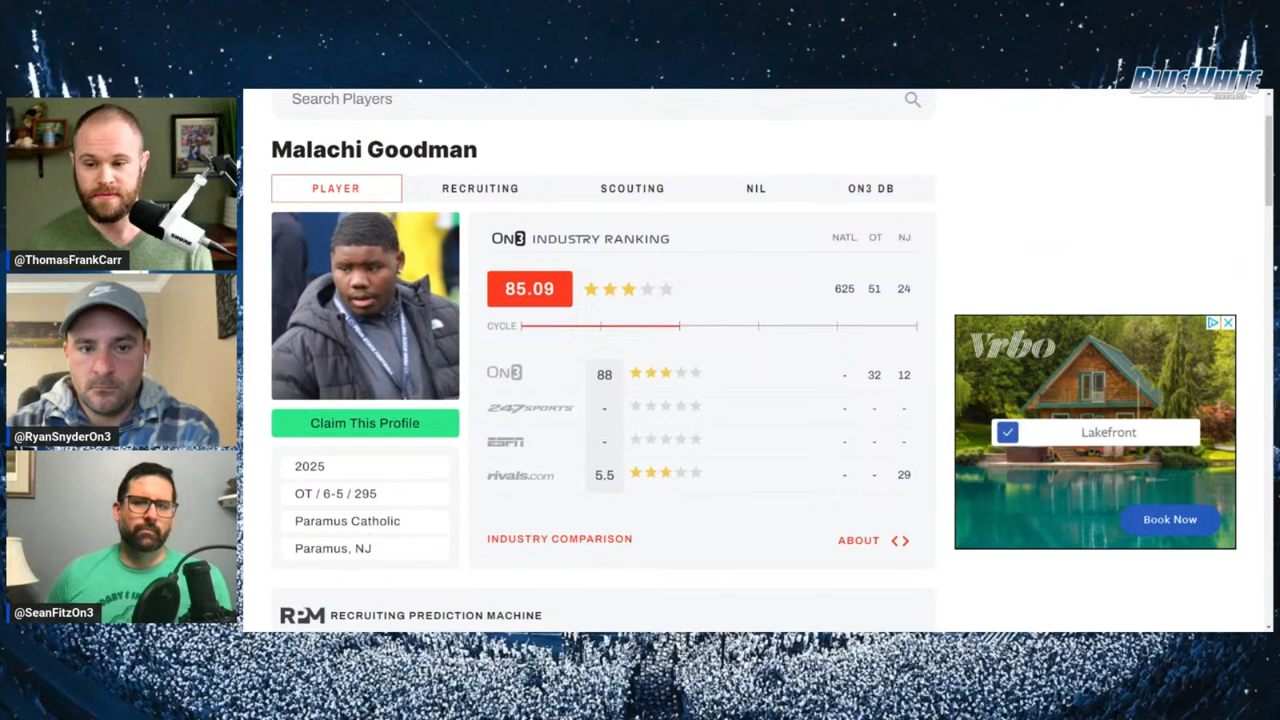 BLUEWHITE
Search Players
Malachi Goodman
PLAYER RECRUITING SCOUTING NIL ON3 DB
ON3 INDUSTRY RANKING NATL. OT NJ
85.09 625 51 24
CYCLE
ON3 88 - 32 12
247SPORTS - - - -
ESPN - - - -
rivals.com 5.5 - - 29
INDUSTRY COMPARISON ABOUT
Claim This Profile
2025
OT / 6-5 / 295
Paramus Catholic
Paramus, NJ
RPM RECRUITING PREDICTION MACHINE
Vrbo
Lakefront
Book Now
@ThomasFrankCarr
SHURE
@RyanSnyderOn3
@SeanFitzOn3